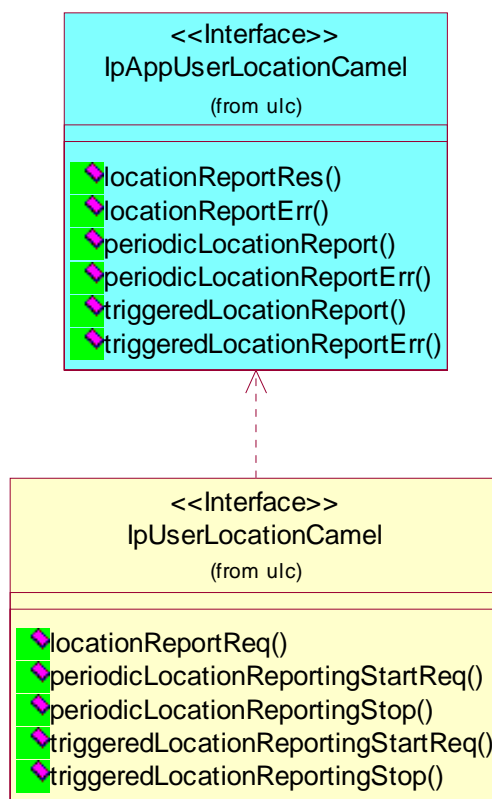 <<Interface>>
IpAppUserLocationCamel
(from ulc)
locationReportRes()
locationReportErr()
periodicLocationReport()
periodicLocationReportErr()
triggeredLocationReport()
triggeredLocationReportErr()
<<Interface>>
IpUserLocationCamel
(from ulc)
locationReportReq()
periodicLocationReportingStartReq()
periodicLocationReportingStop()
triggeredLocationReportingStartReq()
triggeredLocationReportingStop()